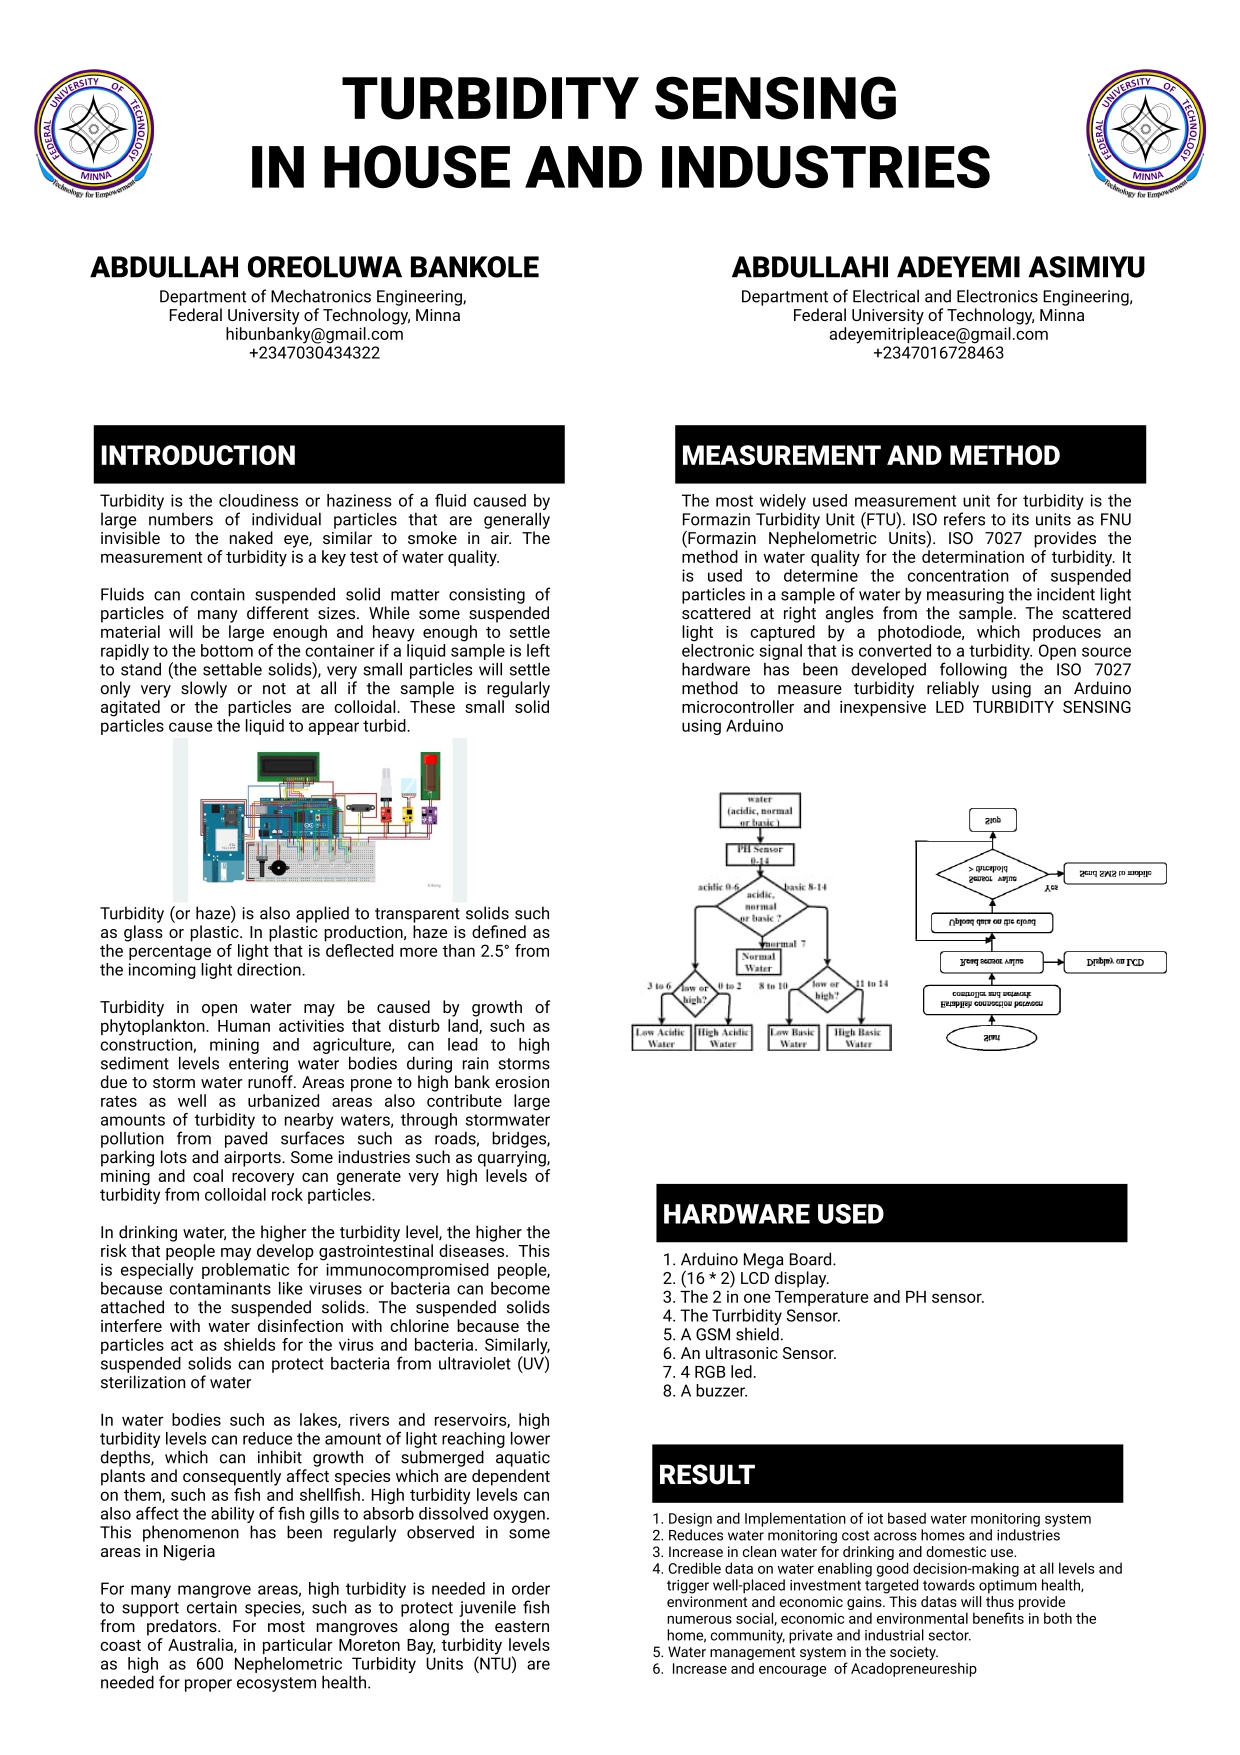 FEDERAL UNIVERSITY OF TECHNOLOGY
MINNA
Technology for Empowerment
TURBIDITY SENSING
IN HOUSE AND INDUSTRIES
FEDERAL UNIVERSITY OF TECHNOLOGY
MINNA
Technology for Empowerment
ABDULLAH OREOLUWA BANKOLE
Department of Mechatronics Engineering,
Federal University of Technology, Minna
hibunbanky@gmail.com
+2347030434322
ABDULLAHI ADEYEMI ASIMIYU
Department of Electrical and Electronics Engineering,
Federal University of Technology, Minna
adeyemitripleace@gmail.com
+2347016728463
INTRODUCTION
Turbidity is the cloudiness or haziness of a fluid caused by
large numbers of individual particles that are generally
invisible to the naked eye, similar to smoke in air. The
measurement of turbidity is a key test of water quality.
Fluids can contain suspended solid matter consisting of
particles of many different sizes. While some suspended
material will be large enough and heavy enough to settle
rapidly to the bottom of the container if a liquid sample is left
to stand (the settable solids), very small particles will settle
only very slowly or not at all if the sample is regularly
agitated or the particles are colloidal. These small solid
particles cause the liquid to appear turbid.
Turbidity (or haze) is also applied to transparent solids such
as glass or plastic. In plastic production, haze is defined as
the percentage of light that is deflected more than 2.5° from
the incoming light direction.
Turbidity in open water may be caused by growth of
phytoplankton. Human activities that disturb land, such as
construction, mining and agriculture, can lead to high
sediment levels entering water bodies during rain storms
due to storm water runoff. Areas prone to high bank erosion
rates as well as urbanized areas also contribute large
amounts of turbidity to nearby waters, through stormwater
pollution from paved surfaces such as roads, bridges,
parking lots and airports. Some industries such as quarrying,
mining and coal recovery can generate very high levels of
turbidity from colloidal rock particles.
In drinking water, the higher the turbidity level, the higher the
risk that people may develop gastrointestinal diseases. This
is especially problematic for immunocompromised people,
because contaminants like viruses or bacteria can become
attached to the suspended solids. The suspended solids
interfere with water disinfection with chlorine because the
particles act as shields for the virus and bacteria. Similarly,
suspended solids can protect bacteria from ultraviolet (UV)
sterilization of water
In water bodies such as lakes, rivers and reservoirs, high
turbidity levels can reduce the amount of light reaching lower
depths, which can inhibit growth of submerged aquatic
plants and consequently affect species which are dependent
on them, such as fish and shellfish. High turbidity levels can
also affect the ability of fish gills to absorb dissolved oxygen.
This phenomenon has been regularly observed in some
areas in Nigeria
For many mangrove areas, high turbidity is needed in order
to support certain species, such as to protect juvenile fish
from predators. For most mangroves along the eastern
coast of Australia, in particular Moreton Bay, turbidity levels
as high as 600 Nephelometric Turbidity Units (NTU) are
needed for proper ecosystem health.
MEASUREMENT AND METHOD
The most widely used measurement unit for turbidity is the
Formazin Turbidity Unit (FTU). ISO refers to its units as FNU
(Formazin Nephelometric Units). ISO 7027 provides the
method in water quality for the determination of turbidity. It
is used to determine the concentration of suspended
particles in a sample of water by measuring the incident light
scattered at right angles from the sample. The scattered
light is captured by a photodiode, which produces an
electronic signal that is converted to a turbidity. Open source
hardware has been developed following the ISO 7027
method to measure turbidity reliably using an Arduino
microcontroller and inexpensive LED TURBIDITY SENSING
using Arduino
water
(acidic, normal
or basic )
PH Sensor
0-14
acidic 0-6
basic 8-14
acidic,
normal
or basic ?
normal 7
Normal
Water
3 to 6
low or
high?
0 to 2
8 to 10
low or
high?
11 to 14
Low Acidic
Water
High Acidic
Water
Low Basic
Water
High Basic
Water
Stop
Sensor value
> threshold
Yes
Send SMS to mobile
Upload data on the cloud
Read sensor value
Display on LCD
Establish connection between
controller and network
Start
HARDWARE USED
1. Arduino Mega Board.
2. (16 * 2) LCD display.
3. The 2 in one Temperature and PH sensor.
4. The Turrbidity Sensor.
5. A GSM shield.
6. An ultrasonic Sensor.
7. 4 RGB led.
8. A buzzer.
RESULT
1. Design and Implementation of iot based water monitoring system
2. Reduces water monitoring cost across homes and industries
3. Increase in clean water for drinking and domestic use.
4. Credible data on water enabling good decision-making at all levels and
trigger well-placed investment targeted towards optimum health,
environment and economic gains. This datas will thus provide
numerous social, economic and environmental benefits in both the
home, community, private and industrial sector.
5. Water management system in the society.
6. Increase and encourage of Acadopreneurship